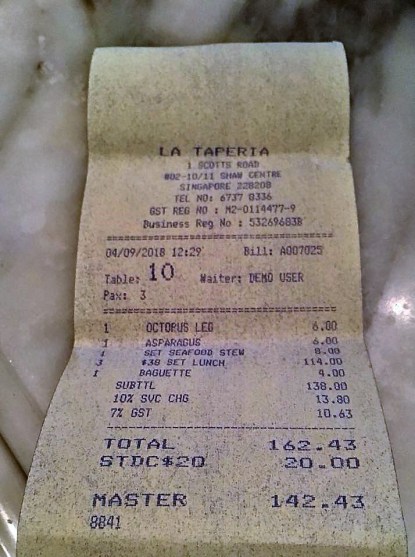 LA TAPERIA
1 SCOTTS ROAD
#02-10/11 SHAW CENTRE
SINGAPORE 228208
TEL NO: 6737 8336
GST REG NO : M2-0114477-9
Business Reg No : 53269683B
04/09/2018 12:29 Bill: A007025
Table: 10 Waiter: DEMO USER
Pax: 3
1 OCTOPUS LEG 6.00
1 ASPARAGUS 6.00
1 SET SEAFOOD STEW 8.00
3 $38 SET LUNCH 114.00
1 BAGUETTE 4.00
SUBTTL 138.00
10% SVC CHG 13.80
7% GST 10.63
TOTAL 162.43
STDC$20 20.00
MASTER 142.43
8841